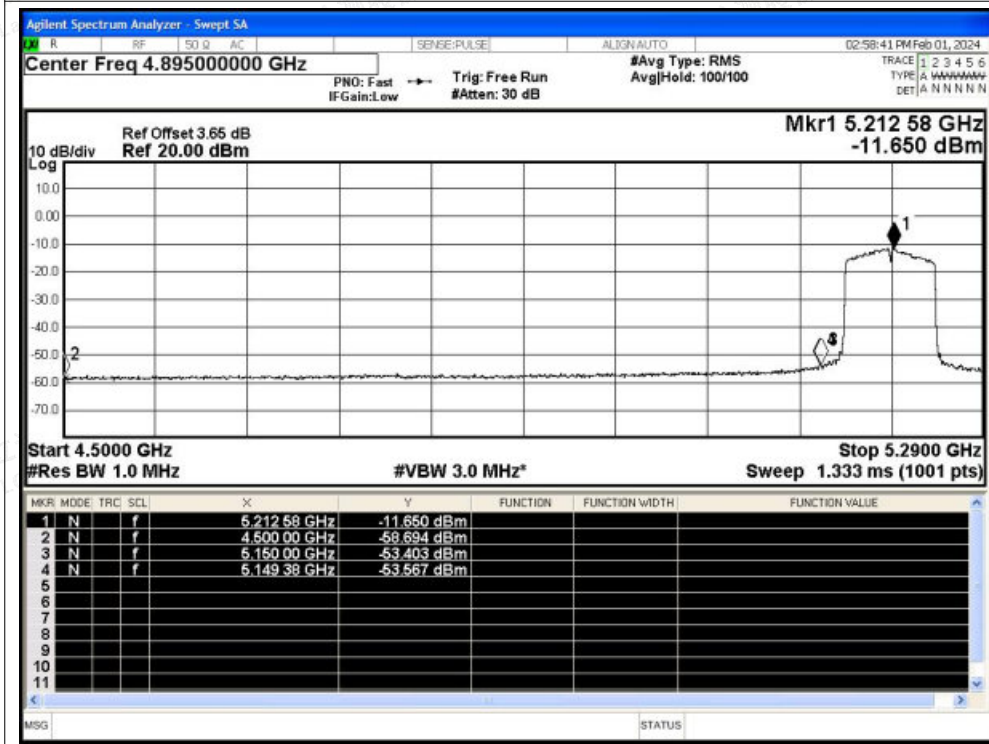 Agilent Spectrum Analyzer - Swept SA
R RF 50 Ω AC SENSE:PULSE ALIGN AUTO 02:58:41 PM Feb 01, 2024
Center Freq 4.895000000 GHz #Avg Type: RMS TRACE 1 2 3 4 5 6
PNO: Fast Trig: Free Run Avg|Hold: 100/100 TYPE A
IFGain:Low #Atten: 30 dB DET A N N N N N
Mkr1 5.212 58 GHz
Ref Offset 3.65 dB
10 dB/div Ref 20.00 dBm -11.650 dBm
Log
10.0
0.00
1
-10.0
-20.0
-30.0
-40.0
-50.0 2
-60.0
-70.0
Start 4.5000 GHz Stop 5.2900 GHz
#Res BW 1.0 MHz #VBW 3.0 MHz* Sweep 1.333 ms (1001 pts)
MKR MODE TRC SCL X Y FUNCTION FUNCTION WIDTH FUNCTION VALUE
1 N f 5.212 58 GHz -11.650 dBm
2 N f 4.500 00 GHz -58.694 dBm
3 N f 5.150 00 GHz -53.403 dBm
4 N f 5.149 38 GHz -53.567 dBm
5
6
7
8
9
10
11
MSG STATUS